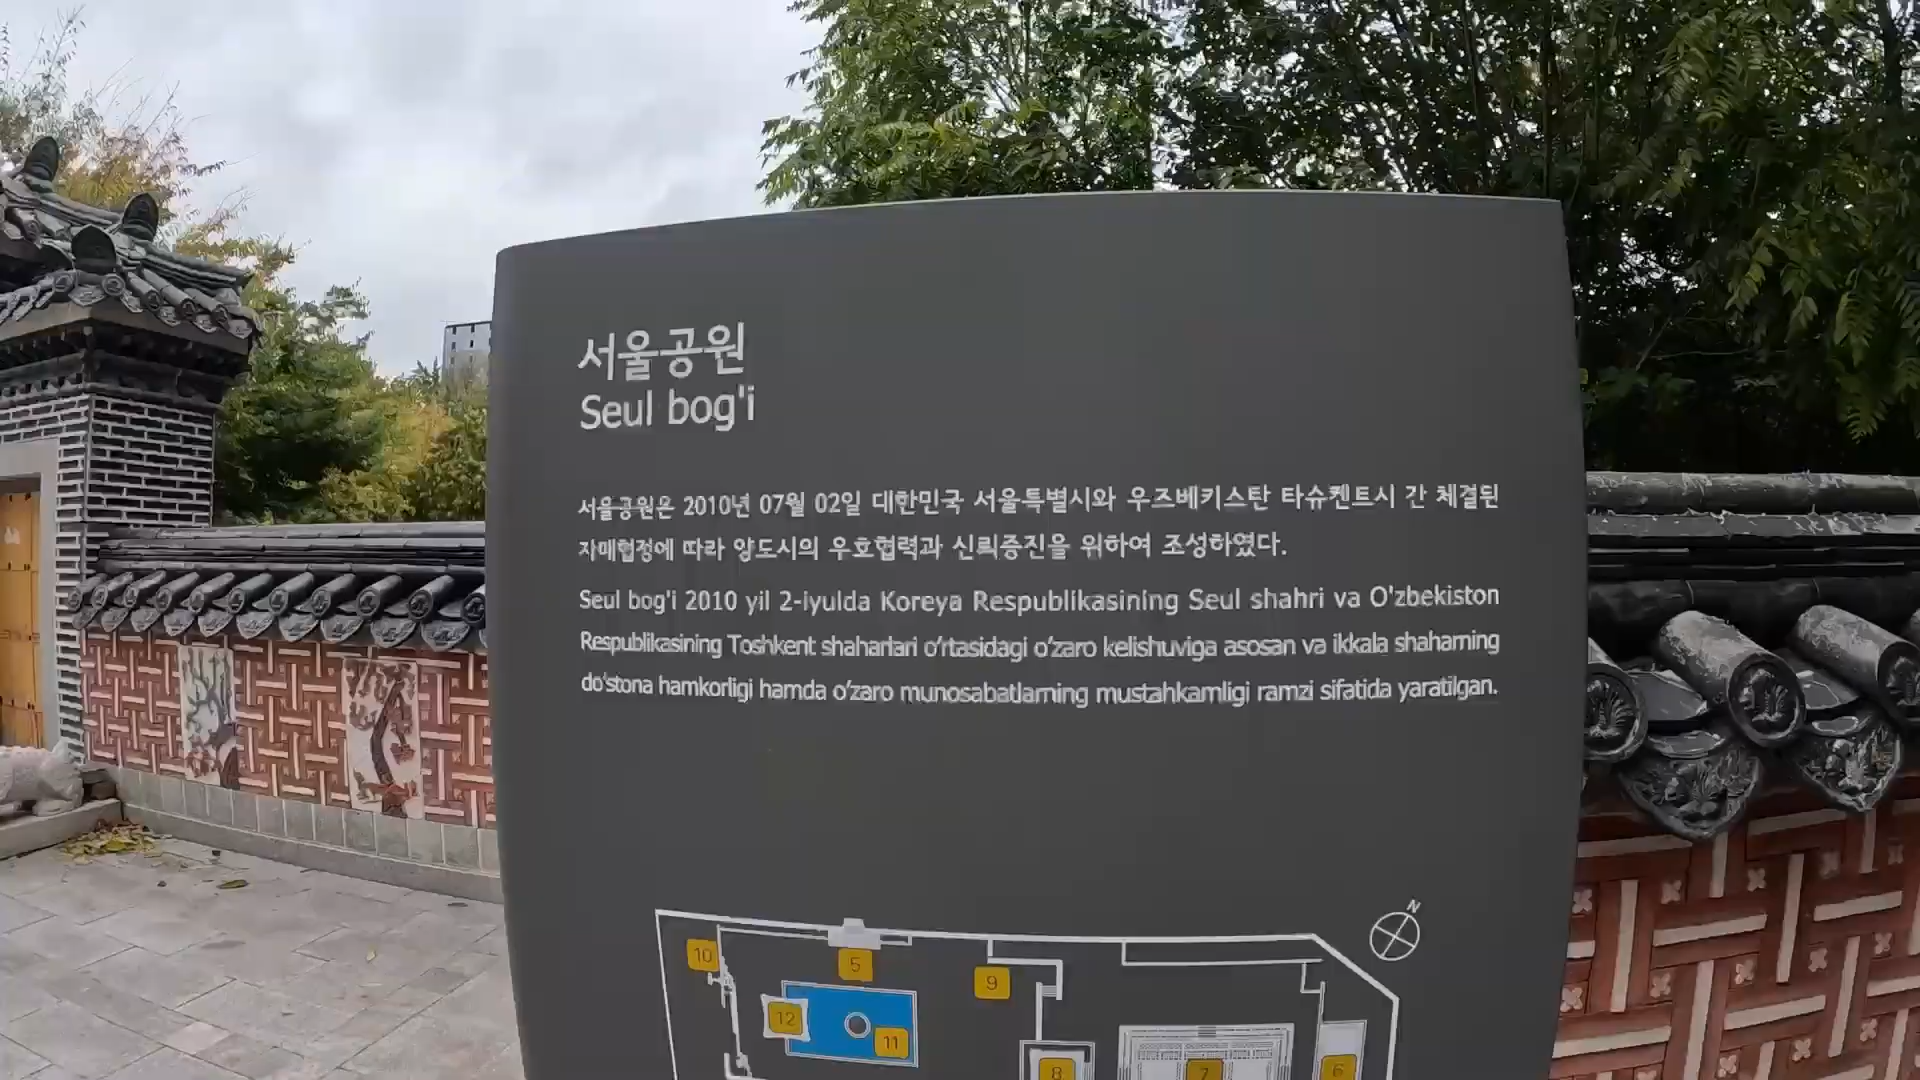 서울공원
Seul bog'i
서울공원은 2010년 07월 02일 대한민국 서울특별시와 우즈베키스탄 타슈켄트시 간 체결된
자매협정에 따라 양도시의 우호협력과 신뢰증진을 위하여 조성하였다.
Seul bog'i 2010 yil 2-iyulda Koreya Respublikasining Seul shahri va O'zbekiston
Respublikasining Toshkent shaharlari o'rtasidagi o'zaro kelishuviga asosan va ikkala shaharning
do'stona hamkorligi hamda o'zaro munosabatlarning mustahkamligi ramzi sifatida yaratilgan.
N
10
5
9
12
11
8
7
6